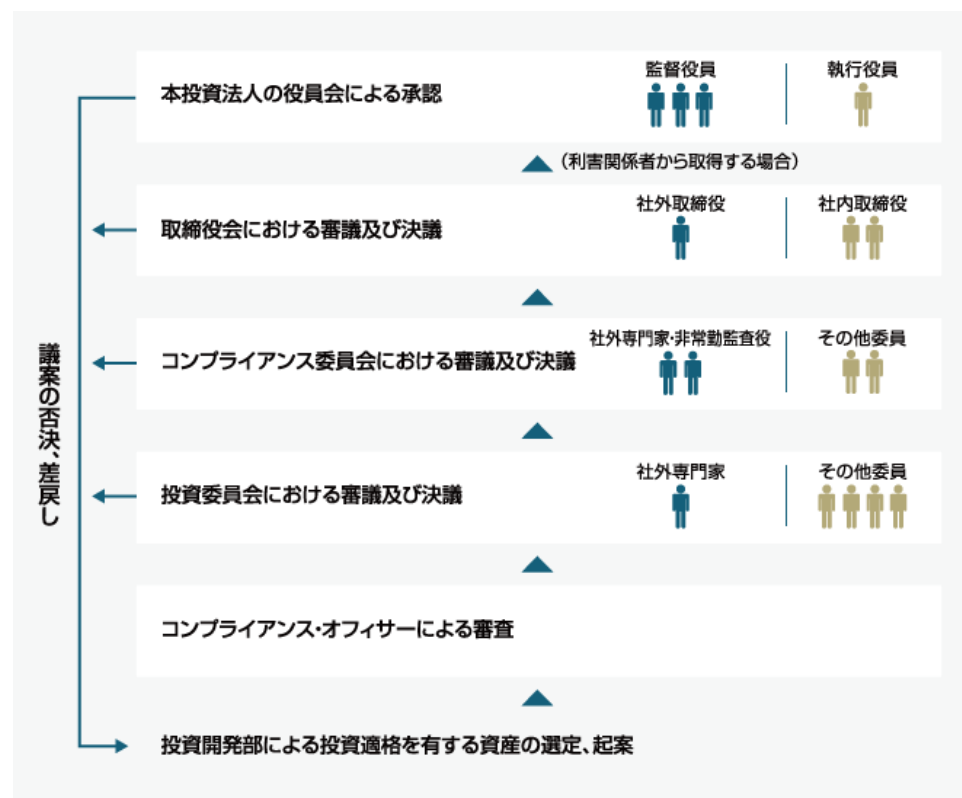 本投資法人の役員会による承認
監督役員
執行役員
(利害関係者から取得する場合)
取締役会における審議及び決議
社外取締役
社内取締役
コンプライアンス委員会における審議及び決議
社外専門家・非常勤監査役
その他委員
投資委員会における審議及び決議
社外専門家
その他委員
コンプライアンス・オフィサーによる審査
投資開発部による投資適格を有する資産の選定、起案
議案の否決、差戻し